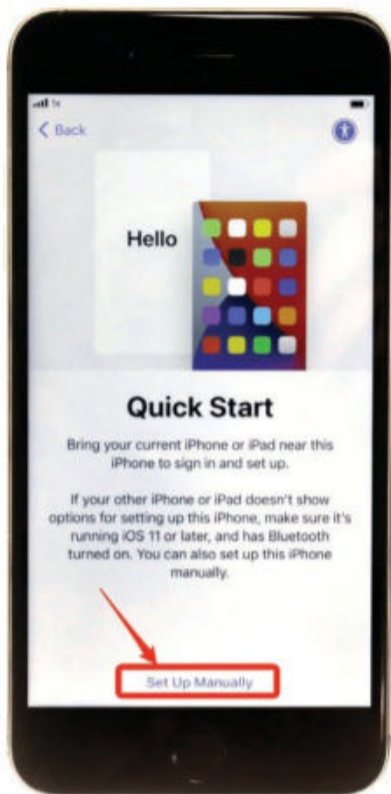 Back
Hello
Quick Start
Bring your current iPhone or iPad near this
iPhone to sign in and set up.
If your other iPhone or iPad doesn't show
options for setting up this iPhone, make sure it's
running iOS 11 or later, and has Bluetooth
turned on. You can also set up this iPhone
manually.
Set Up Manually